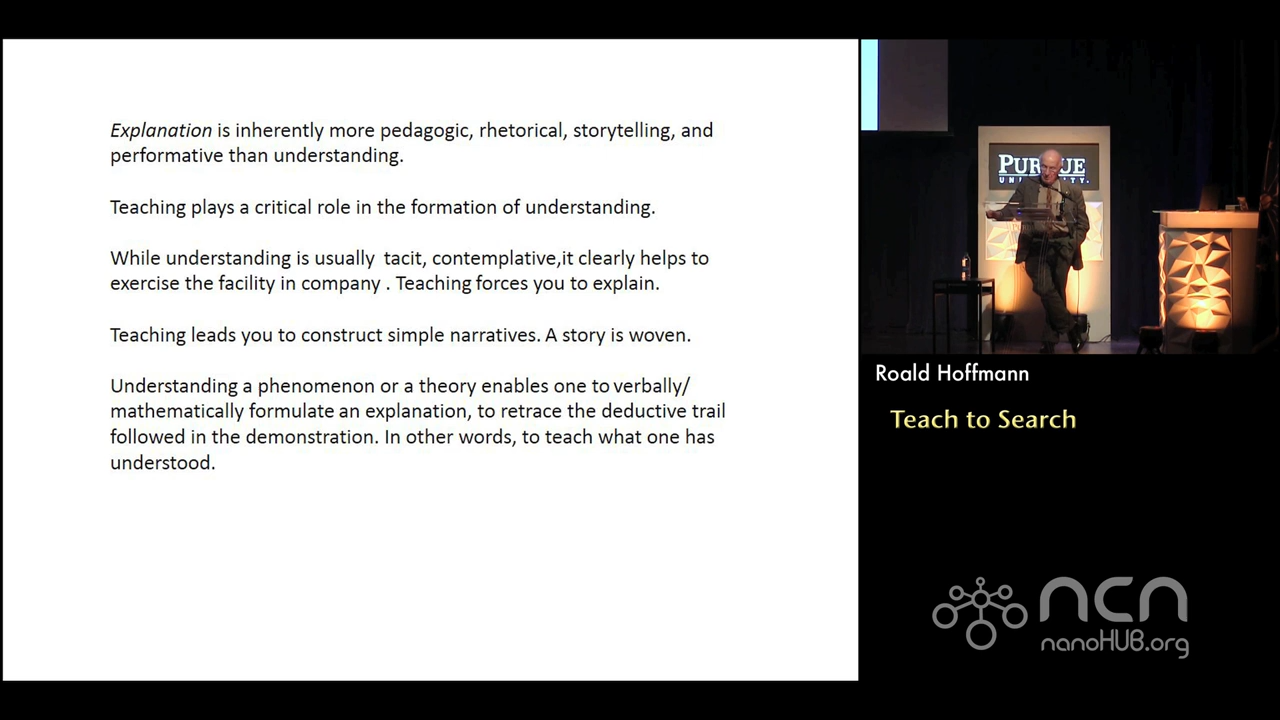 Explanation is inherently more pedagogic, rhetorical, storytelling, and
performative than understanding.
Teaching plays a critical role in the formation of understanding.
While understanding is usually  tacit, contemplative,it clearly helps to
exercise the facility in company . Teaching forces you to explain.
Teaching leads you to construct simple narratives. A story is woven.
Understanding a phenomenon or a theory enables one to verbally/
mathematically formulate an explanation, to retrace the deductive trail
followed in the demonstration. In other words, to teach what one has
understood.
PURDUE
UNIVERSITY.
Roald Hoffmann
Teach to Search
ncn
nanoHUB.org